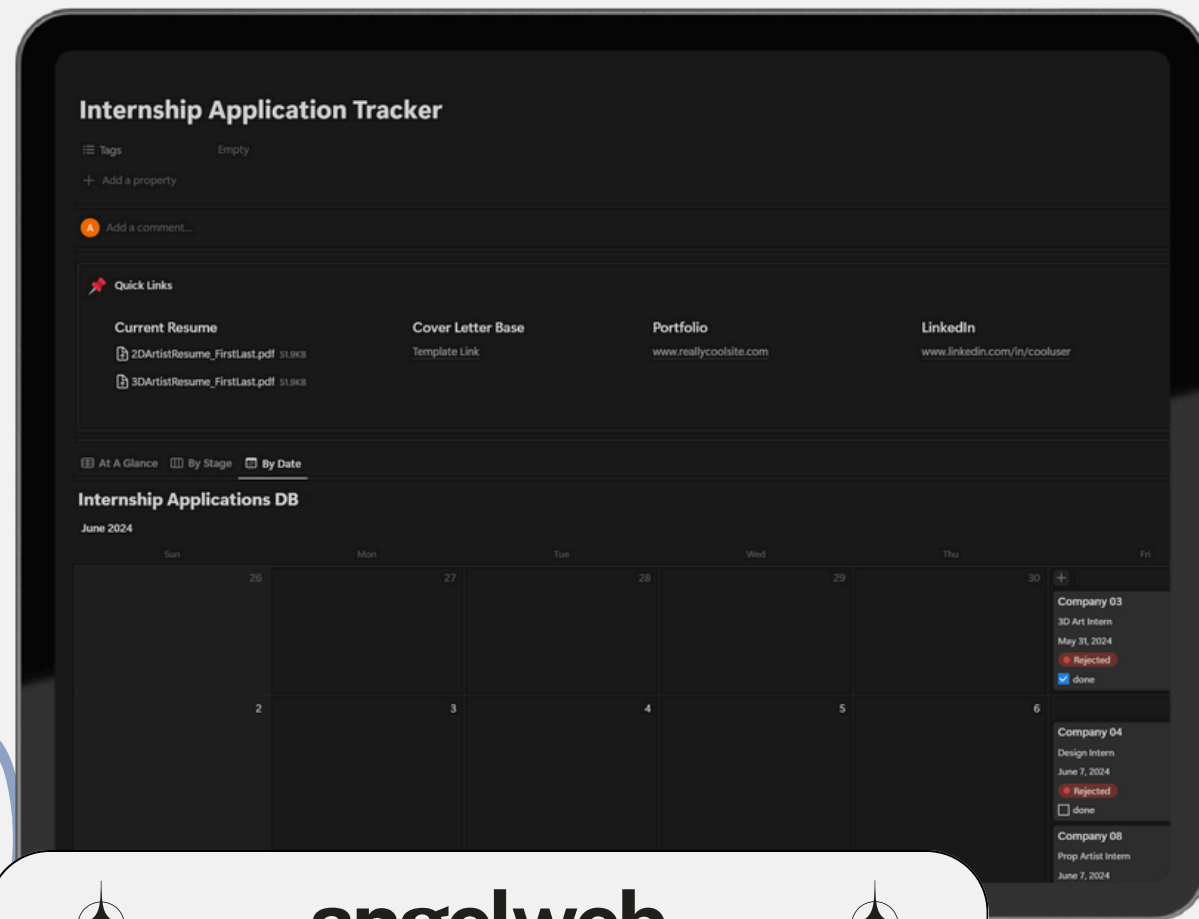 Internship Application Tracker
Tags Empty
Add a property
A Add a comment...
Quick Links
Current Resume Cover Letter Base Portfolio LinkedIn
2DArtistResume_FirstLast.pdf 51.9KB Template Link www.reallycoolsite.com www.linkedin.com/in/cooluser
3DArtistResume_FirstLast.pdf 51.9KB
At A Glance By Stage By Date
Internship Applications DB
June 2024
Sun Mon Tue Wed Thu Fri
26 27 28 29 30
Company 03
3D Art Intern
May 31, 2024
Rejected
done
2 3 4 5 6
Company 04
Design Intern
June 7, 2024
Rejected
done
Company 08
Prop Artist Intern
June 7, 2024
angelweb